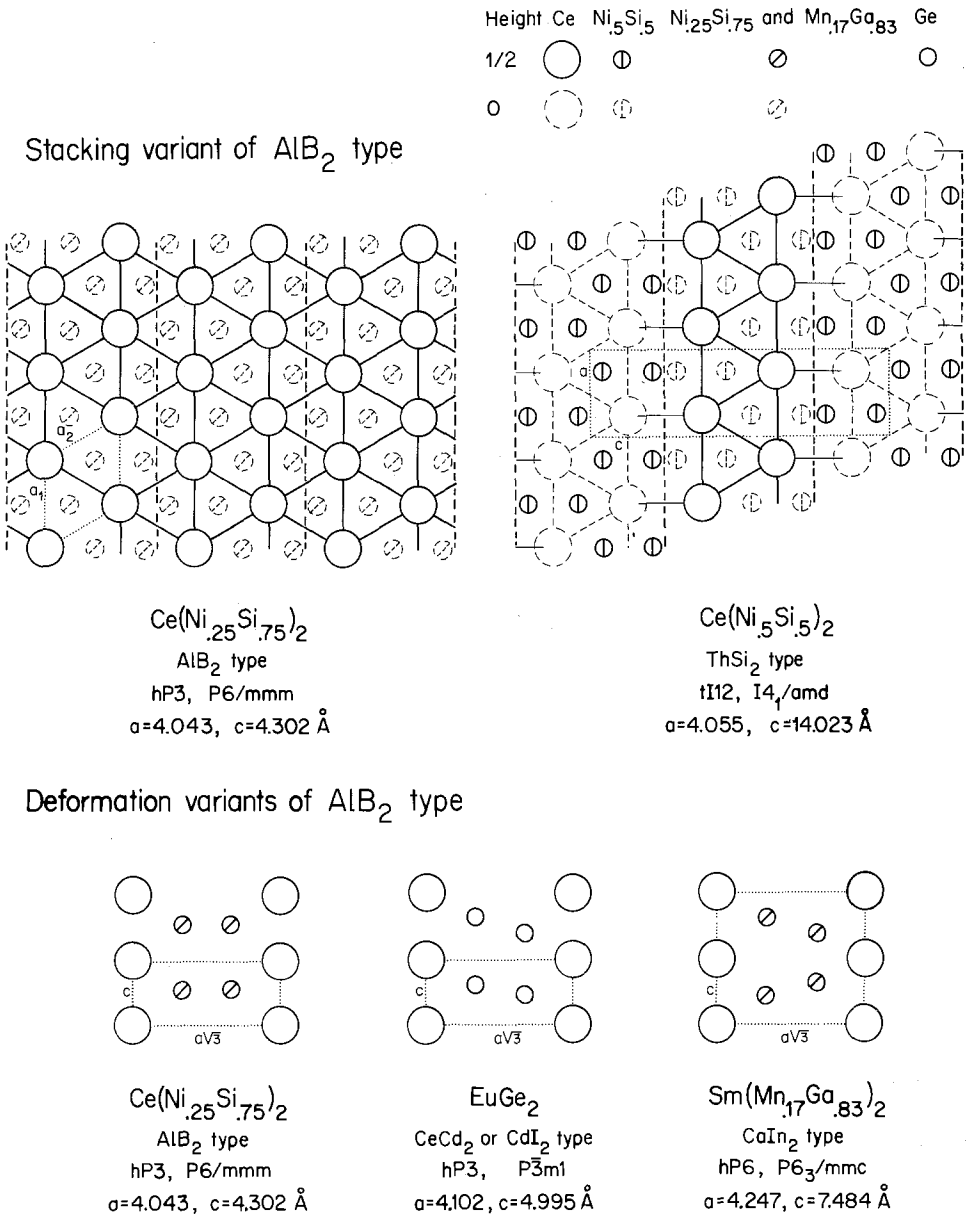 Height Ce Ni.5Si.5 Ni.25Si.75 and Mn.17Ga.83 Ge
1/2
0
Stacking variant of AlB2 type
a2
a1
a
c
Ce(Ni.25Si.75)2
AlB2 type
hP3, P6/mmm
a=4.043, c=4.302 Å
Ce(Ni.5Si.5)2
ThSi2 type
tI12, I41/amd
a=4.055, c=14.023 Å
Deformation variants of AlB2 type
c
a√3
c
a√3
c
a√3
Ce(Ni.25Si.75)2
AlB2 type
hP3, P6/mmm
a=4.043, c=4.302 Å
EuGe2
CeCd2 or CdI2 type
hP3, P3̅m1
a=4.102, c=4.995 Å
Sm(Mn.17Ga.83)2
CaIn2 type
hP6, P63/mmc
a=4.247, c=7.484 Å